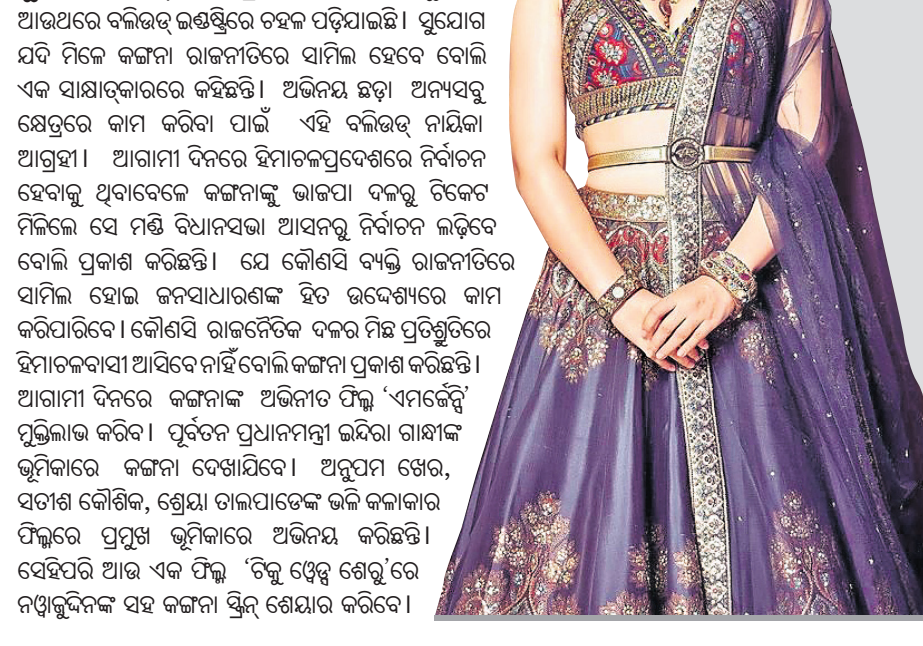 ଆଉଥରେ ବଲିଉଡ୍ ଇଣ୍ଡଷ୍ଟ୍ରିରେ ଚହଳ ପଡ଼ିଯାଇଛି। ସୁଯୋଗ
ଯଦି ମିଳେ କଙ୍ଗନା ରାଜନୀତିରେ ସାମିଲ ହେବେ ବୋଲି
ଏକ ସାକ୍ଷାତ୍‌କାରରେ କହିଛନ୍ତି। ଅଭିନୟ ଛଡ଼ା ଅନ୍ୟସବୁ
କ୍ଷେତ୍ରରେ କାମ କରିବା ପାଇଁ ଏହି ବଲିଉଡ୍ ନାୟିକା
ଆଗ୍ରହୀ। ଆଗାମୀ ଦିନରେ ହିମାଚଳପ୍ରଦେଶରେ ନିର୍ବାଚନ
ହେବାକୁ ଥିବାବେଳେ କଙ୍ଗନାଙ୍କୁ ଭାଜପା ଦଳରୁ ଟିକେଟ
ମିଳିଲେ ସେ ମଣ୍ଡି ବିଧାନସଭା ଆସନରୁ ନିର୍ବାଚନ ଲଢ଼ିବେ
ବୋଲି ପ୍ରକାଶ କରିଛନ୍ତି। ଯେ କୌଣସି ବ୍ୟକ୍ତି ରାଜନୀତିରେ
ସାମିଲ ହୋଇ ଜନସାଧାରଣଙ୍କ ହିତ ଉଦ୍ଦେଶ୍ୟରେ କାମ
କରିପାରିବେ। କୌଣସି ରାଜନୈତିକ ଦଳର ମିଛ ପ୍ରତିଶ୍ରୁତିରେ
ହିମାଚଳବାସୀ ଆସିବେ ନାହିଁ ବୋଲି କଙ୍ଗନା ପ୍ରକାଶ କରିଛନ୍ତି।
ଆଗାମୀ ଦିନରେ କଙ୍ଗନାଙ୍କ ଅଭିନୀତ ଫିଲ୍ମ ‘ଏମର୍ଜେନ୍ସି’
ମୁକ୍ତିଲାଭ କରିବ। ପୂର୍ବତନ ପ୍ରଧାନମନ୍ତ୍ରୀ ଇନ୍ଦିରା ଗାନ୍ଧୀଙ୍କ
ଭୂମିକାରେ କଙ୍ଗନା ଦେଖାଯିବେ। ଅନୁପମ ଖେର,
ସତୀଶ କୌଶିକ, ଶ୍ରେୟା ତାଲପାଡେଙ୍କ ଭଳି କଳାକାର
ଫିଲ୍ମରେ ପ୍ରମୁଖ ଭୂମିକାରେ ଅଭିନୟ କରିଛନ୍ତି।
ସେହିପରି ଆଉ ଏକ ଫିଲ୍ମ ‘ଟିକୁ ୱେଡ୍ସ ଶେରୁ’ରେ
ନୱାଜୁଦ୍ଦିନଙ୍କ ସହ କଙ୍ଗନା ସ୍କ୍ରିନ୍ ଶେୟାର କରିବେ।